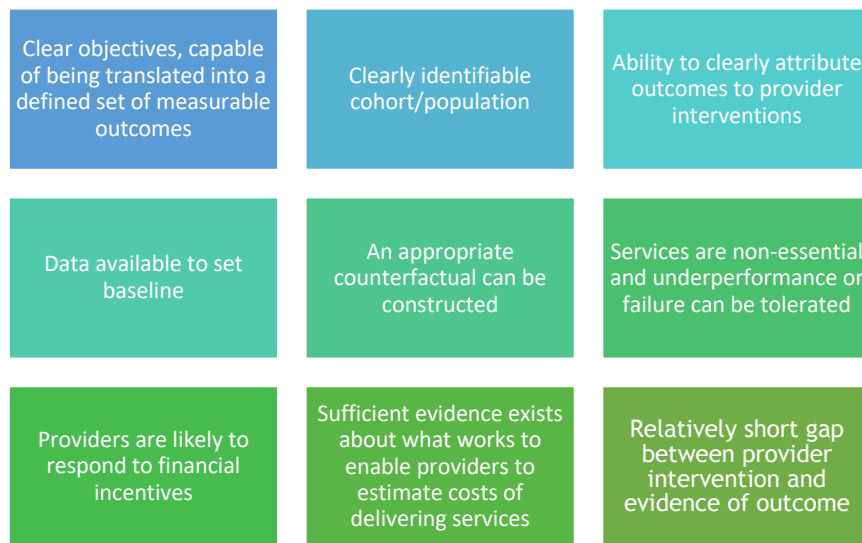 Clear objectives, capable
of being translated into a
defined set of measurable
outcomes
Clearly identifiable
cohort/population
Ability to clearly attribute
outcomes to provider
interventions
Data available to set
baseline
An appropriate
counterfactual can be
constructed
Services are non-essential
and underperformance or
failure can be tolerated
Providers are likely to
respond to financial
incentives
Sufficient evidence exists
about what works to
enable providers to
estimate costs of
delivering services
Relatively short gap
between provider
intervention and
evidence of outcome